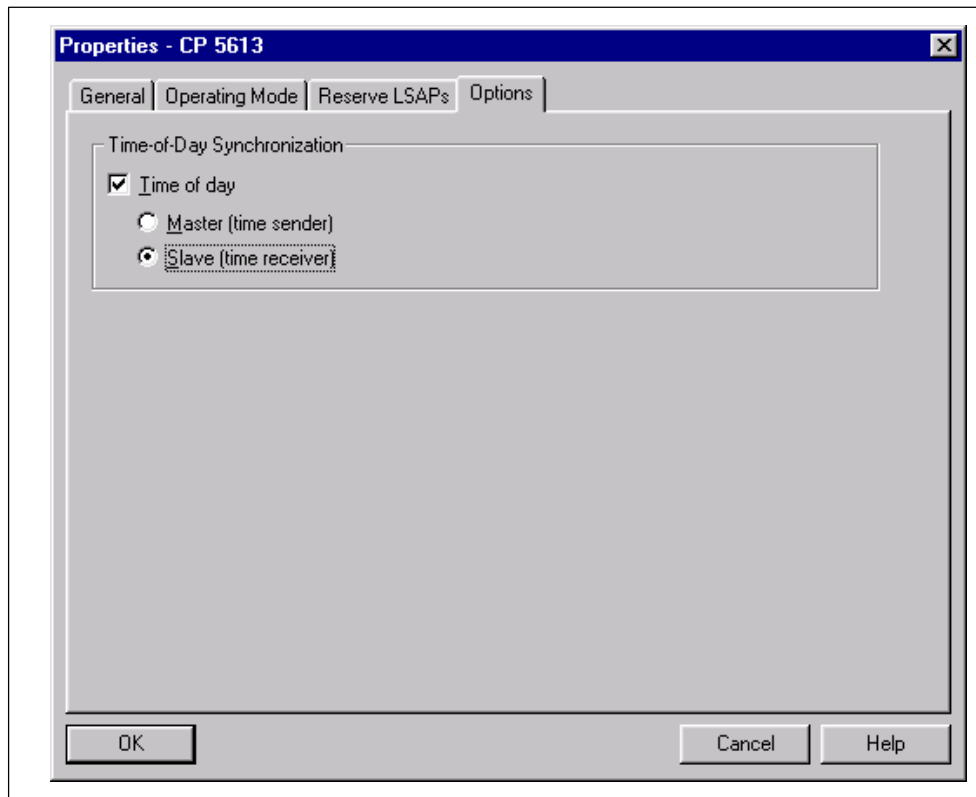 Properties - CP 5613
General Operating Mode Reserve LSAPs Options
Time-of-Day Synchronization
Time of day
Master (time sender)
Slave (time receiver)
OK Cancel Help